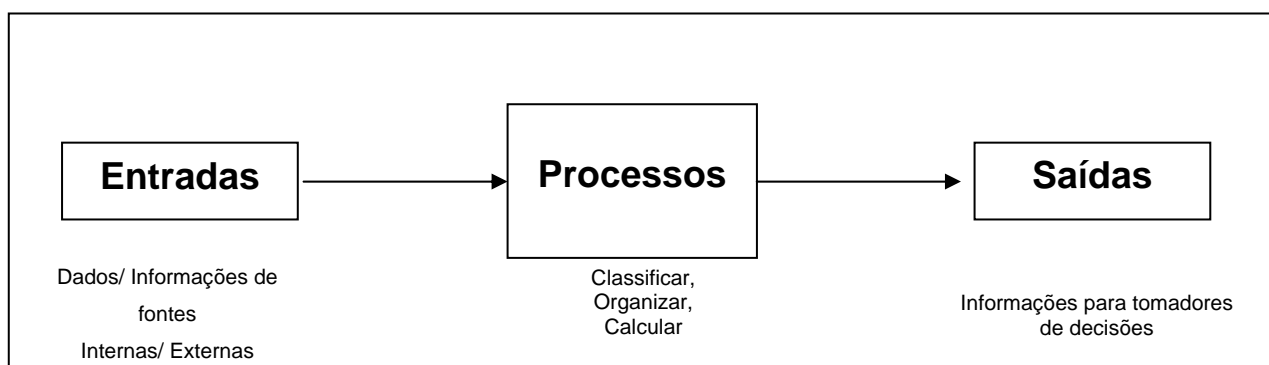 Entradas
Processos
Saídas
Dados/ Informações de
fontes
Internas/ Externas
Classificar,
Organizar,
Calcular
Informações para tomadores
de decisões